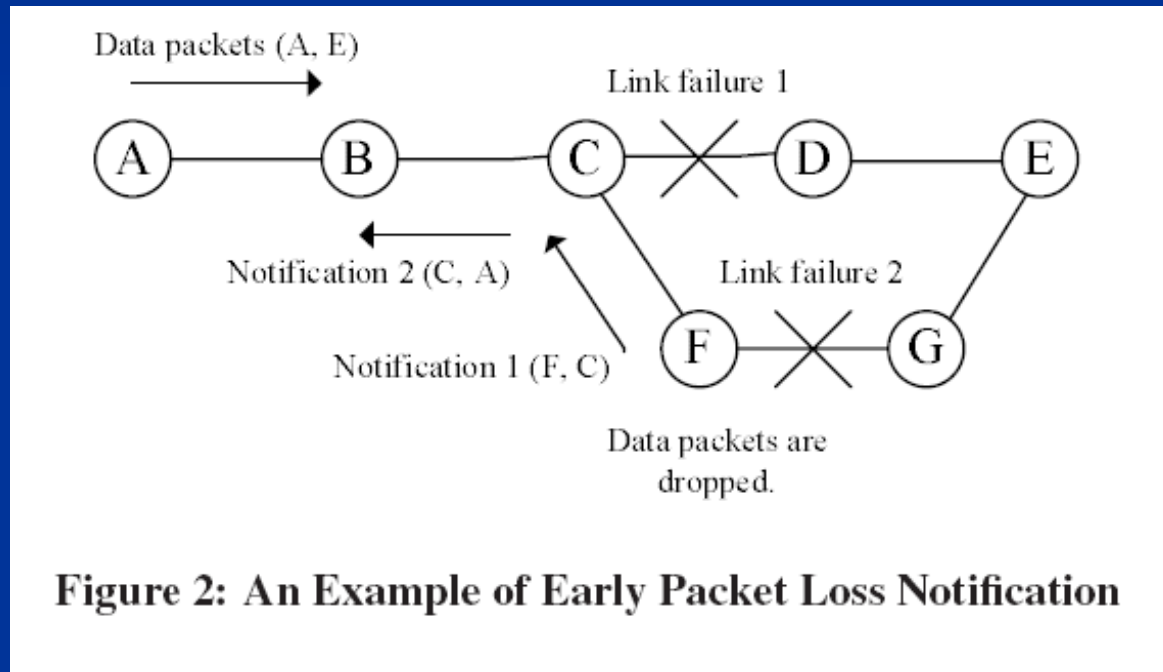 Data packets (A, E)
Link failure 1
A
B
C
D
E
Notification 2 (C, A)
Link failure 2
Notification 1 (F, C)
F
G
Data packets are
dropped.
Figure 2: An Example of Early Packet Loss Notification